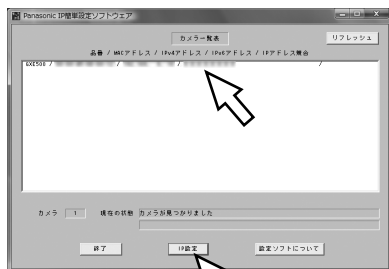 Panasonic IP簡単設定ソフトウェア
カメラ一覧表
リフレッシュ
品番 / MACアドレス / IPv4アドレス / IPv6アドレス / IPアドレス競合
GXE500 / / / /
カメラ 1 現在の状態 カメラが見つかりました
終了 IP設定 設定ソフトについて